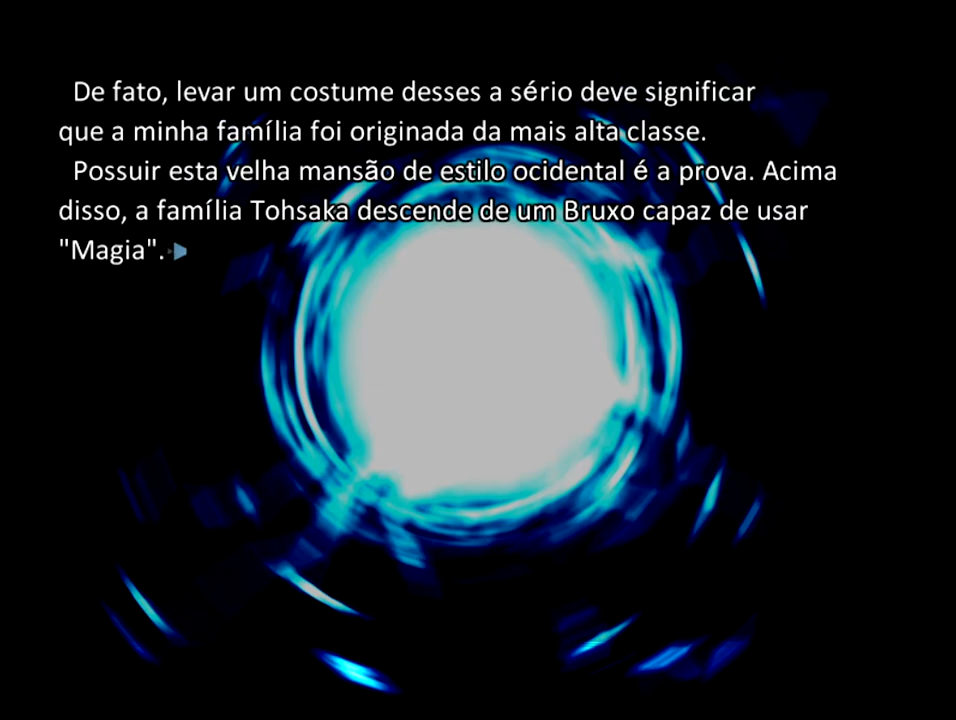 De fato, levar um costume desses a sério deve significar
que a minha família foi originada da mais alta classe.
Possuir esta velha mansão de estilo ocidental é a prova. Acima
disso, a família Tohsaka descende de um Bruxo capaz de usar
"Magia".